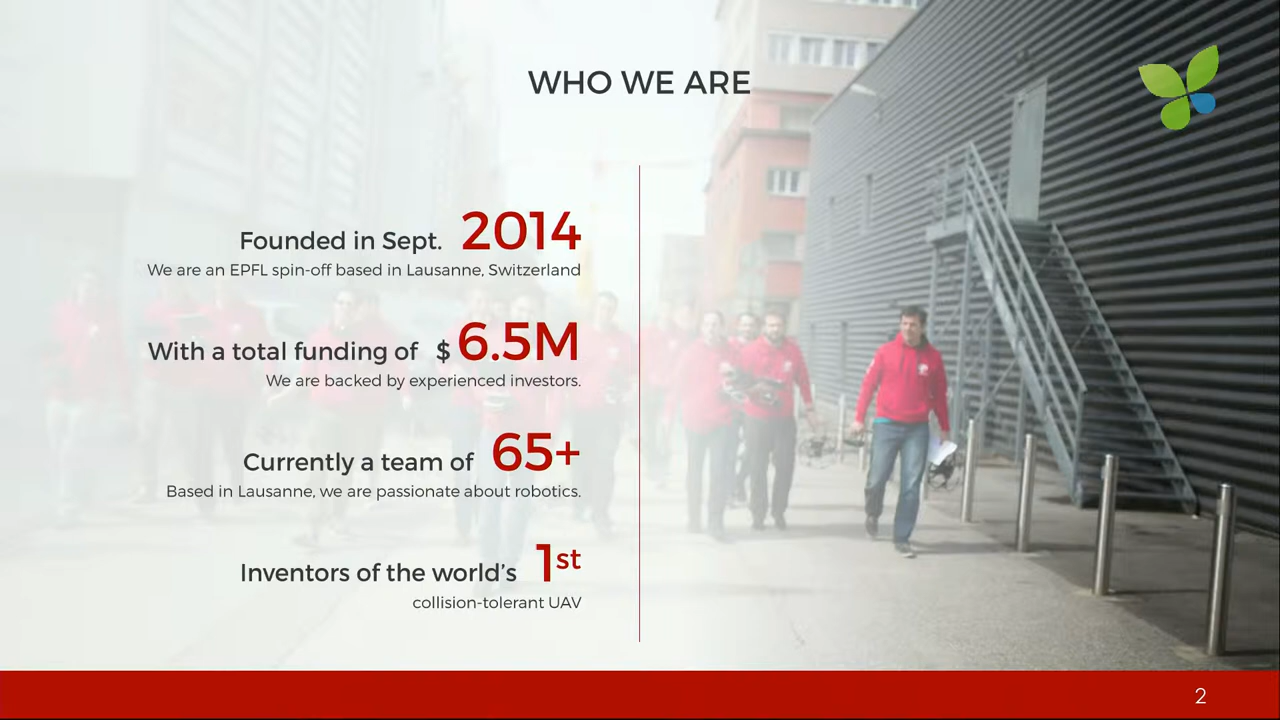 WHO WE ARE
Founded in Sept. 2014
We are an EPFL spin-off based in Lausanne, Switzerland
With a total funding of $ 6.5M
We are backed by experienced investors.
Currently a team of 65+
Based in Lausanne, we are passionate about robotics.
Inventors of the world’s 1st
collision-tolerant UAV
2